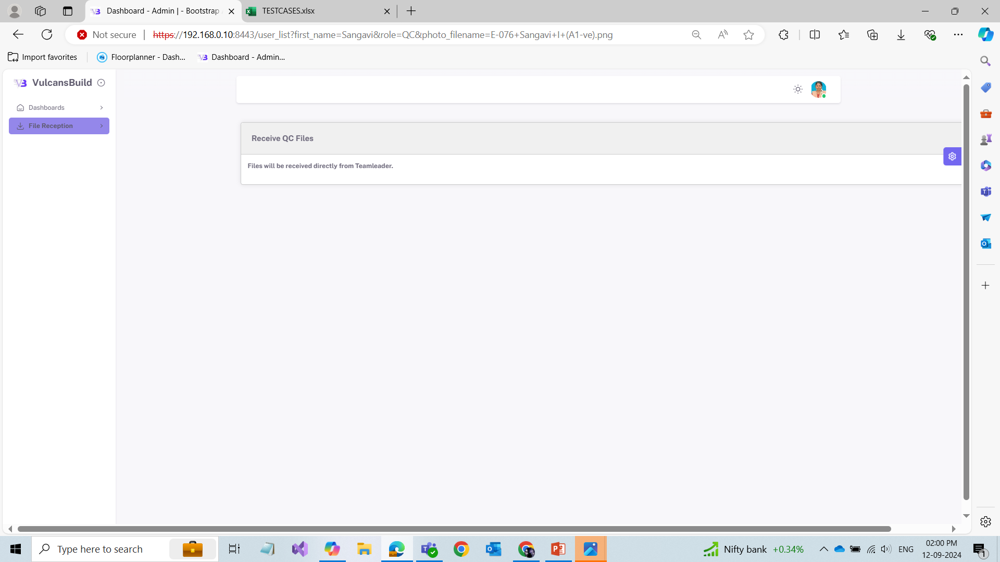 Dashboard - Admin | - Bootstrap
TESTCASES.xlsx
Not secure
https://192.168.0.10:8443/user_list?first_name=Sangavi&role=QC&photo_filename=E-076+Sangavi+I+(A1-ve).png
Import favorites
Floorplanner - Dash...
Dashboard - Admin...
VulcansBuild
Dashboards
File Reception
Receive QC Files
Files will be received directly from Teamleader.
Type here to search
Nifty bank +0.34%
ENG
02:00 PM
12-09-2024
1